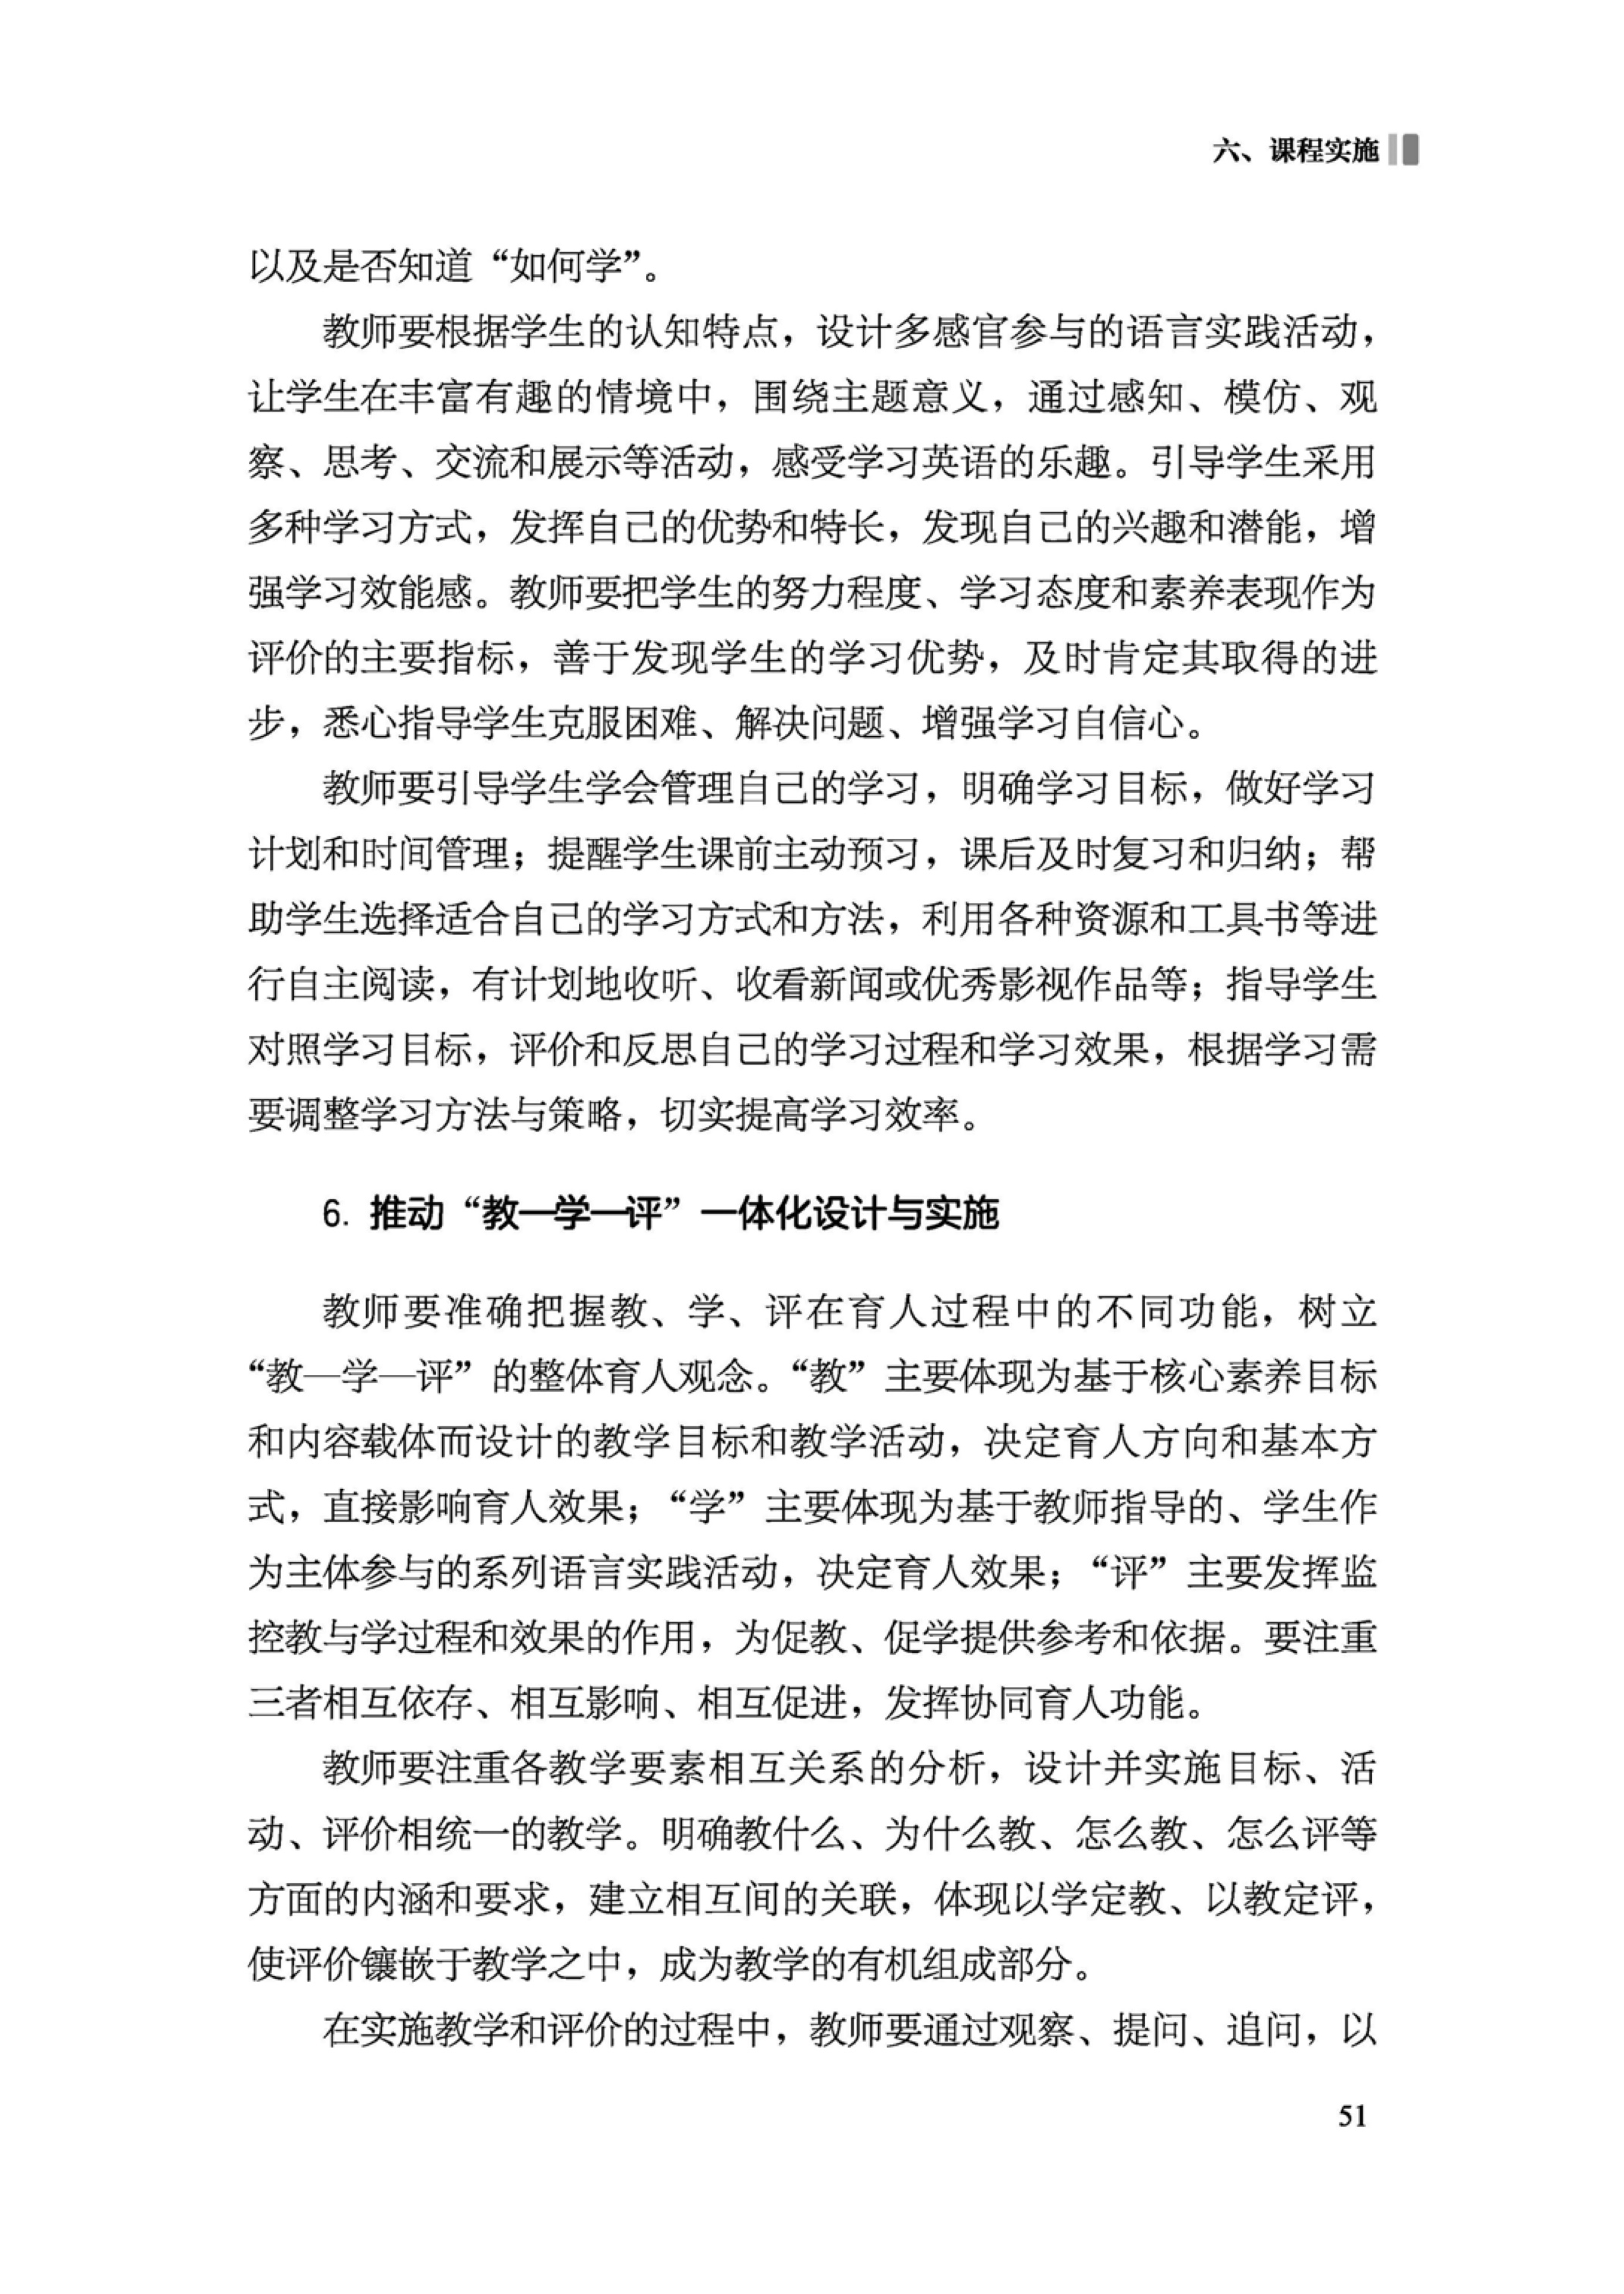 六、课程实施
以及是否知道“如何学”。
教师要根据学生的认知特点，设计多感官参与的语言实践活动，
让学生在丰富有趣的情境中，围绕主题意义，通过感知、模仿、观
察、思考、交流和展示等活动，感受学习英语的乐趣。引导学生采用
多种学习方式，发挥自己的优势和特长，发现自己的兴趣和潜能，增
强学习效能感。教师要把学生的努力程度、学习态度和素养表现作为
评价的主要指标，善于发现学生的学习优势，及时肯定其取得的进
步，悉心指导学生克服困难、解决问题、增强学习自信心。
教师要引导学生学会管理自己的学习，明确学习目标，做好学习
计划和时间管理；提醒学生课前主动预习，课后及时复习和归纳；帮
助学生选择适合自己的学习方式和方法，利用各种资源和工具书等进
行自主阅读，有计划地收听、收看新闻或优秀影视作品等；指导学生
对照学习目标，评价和反思自己的学习过程和学习效果，根据学习需
要调整学习方法与策略，切实提高学习效率。
6. 推动“教—学—评”一体化设计与实施
教师要准确把握教、学、评在育人过程中的不同功能，树立
“教—学—评”的整体育人观念。“教”主要体现为基于核心素养目标
和内容载体而设计的教学目标和教学活动，决定育人方向和基本方
式，直接影响育人效果；“学”主要体现为基于教师指导的、学生作
为主体参与的系列语言实践活动，决定育人效果；“评”主要发挥监
控教与学过程和效果的作用，为促教、促学提供参考和依据。要注重
三者相互依存、相互影响、相互促进，发挥协同育人功能。
教师要注重各教学要素相互关系的分析，设计并实施目标、活
动、评价相统一的教学。明确教什么、为什么教、怎么教、怎么评等
方面的内涵和要求，建立相互间的关联，体现以学定教、以教定评，
使评价镶嵌于教学之中，成为教学的有机组成部分。
在实施教学和评价的过程中，教师要通过观察、提问、追问，以
51